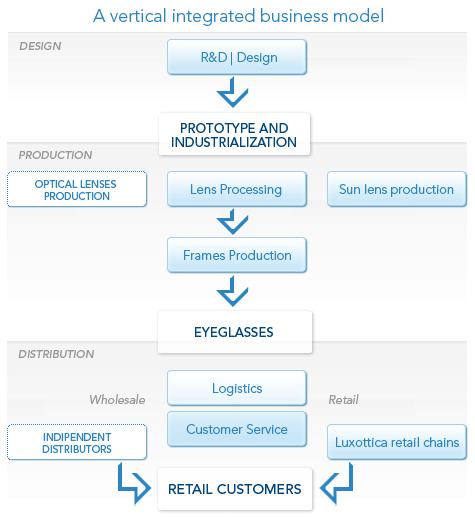 A vertical integrated business model
DESIGN
R&D | Design
PROTOTYPE AND
INDUSTRIALIZATION
PRODUCTION
OPTICAL LENSES
PRODUCTION
Lens Processing
Sun lens production
Frames Production
EYEGLASSES
DISTRIBUTION
Logistics
Wholesale
Retail
Customer Service
INDIPENDENT
DISTRIBUTORS
Luxottica retail chains
RETAIL CUSTOMERS